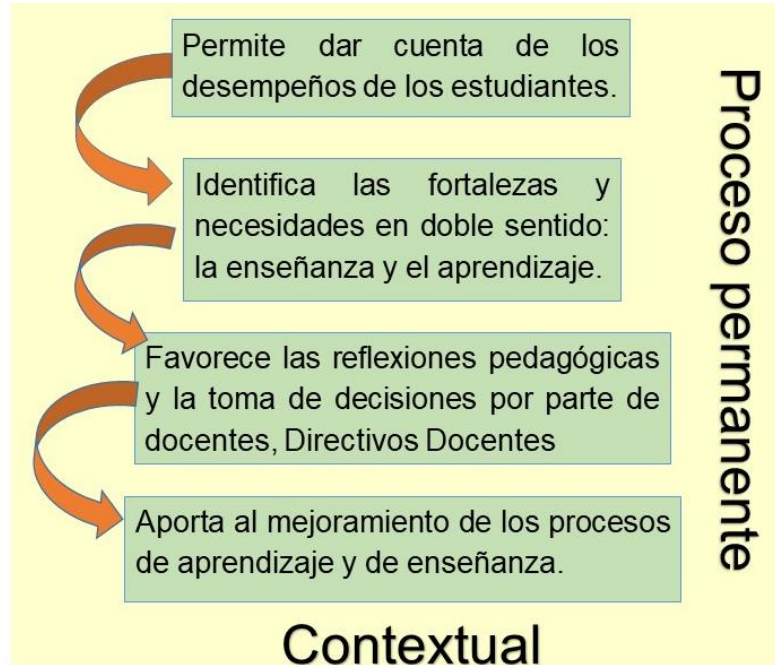 Permite dar cuenta de los
desempeños de los estudiantes.
Identifica las fortalezas y
necesidades en doble sentido:
la enseñanza y el aprendizaje.
Favorece las reflexiones pedagógicas
y la toma de decisiones por parte de
docentes, Directivos Docentes
Aporta al mejoramiento de los procesos
de aprendizaje y de enseñanza.
Proceso permanente
Contextual